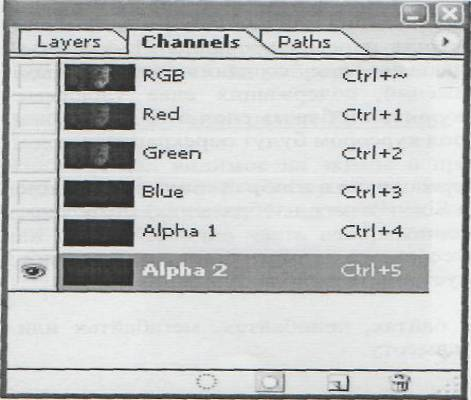 Layers Channels Paths
RGB Ctrl+~
Red Ctrl+1
Green Ctrl+2
Blue Ctrl+3
Alpha 1 Ctrl+4
Alpha 2 Ctrl+5